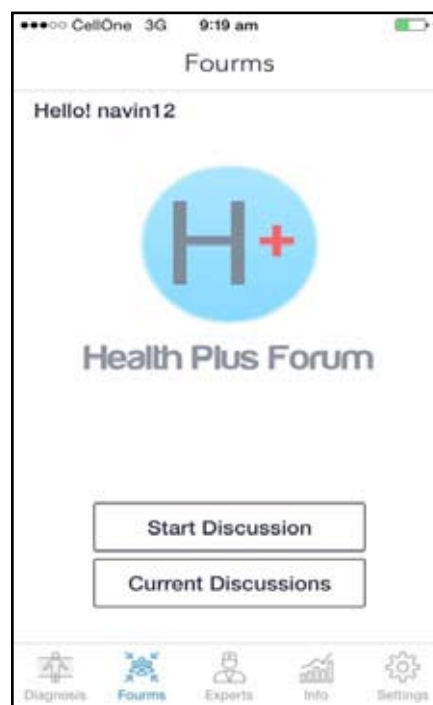 CellOne 3G 9:19 am
Fourms
Hello! navin12
H+
Health Plus Forum
Start Discussion
Current Discussions
Diagnosis Fourms Experts Info Settings